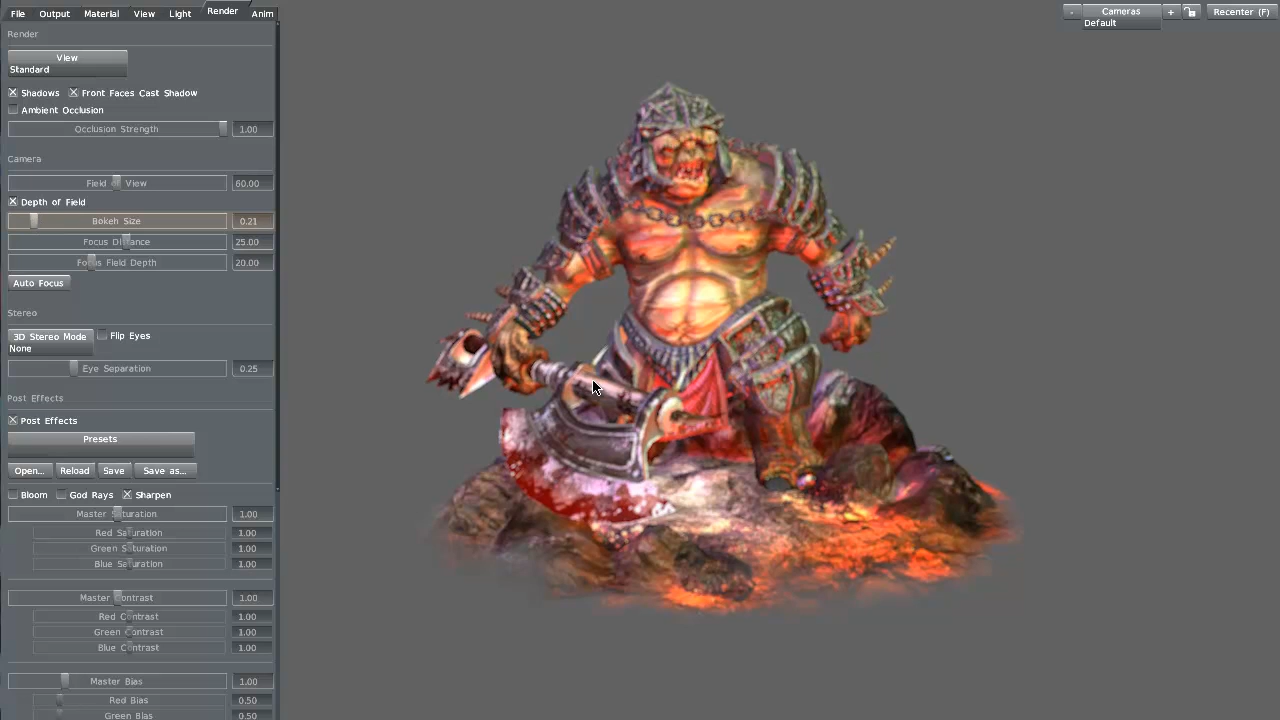 File Output Material View Light Render Anim
- Cameras + Recenter (F)
Default
Render
View
Standard
Shadows Front Faces Cast Shadow
Ambient Occlusion
Occlusion Strength 1.00
Camera
Field of View 60.00
Depth of Field
Bokeh Size 0.21
Focus Distance 25.00
Focus Field Depth 20.00
Auto Focus
Stereo
3D Stereo Mode Flip Eyes
None
Eye Separation 0.25
Post Effects
Post Effects
Presets
Open... Reload Save Save as...
Bloom God Rays Sharpen
Master Saturation 1.00
Red Saturation 1.00
Green Saturation 1.00
Blue Saturation 1.00
Master Contrast 1.00
Red Contrast 1.00
Green Contrast 1.00
Blue Contrast 1.00
Master Bias 1.00
Red Bias 0.50
Green Bias 0.50